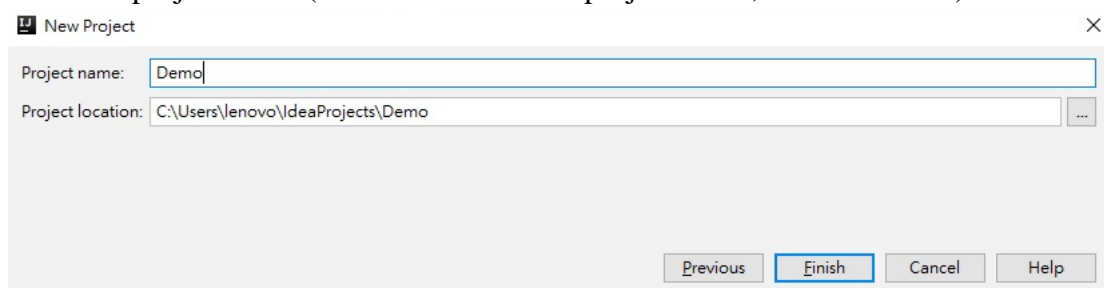 New Project
Project name: Demo
Project location: C:\Users\lenovo\IdeaProjects\Demo ...
Previous Finish Cancel Help